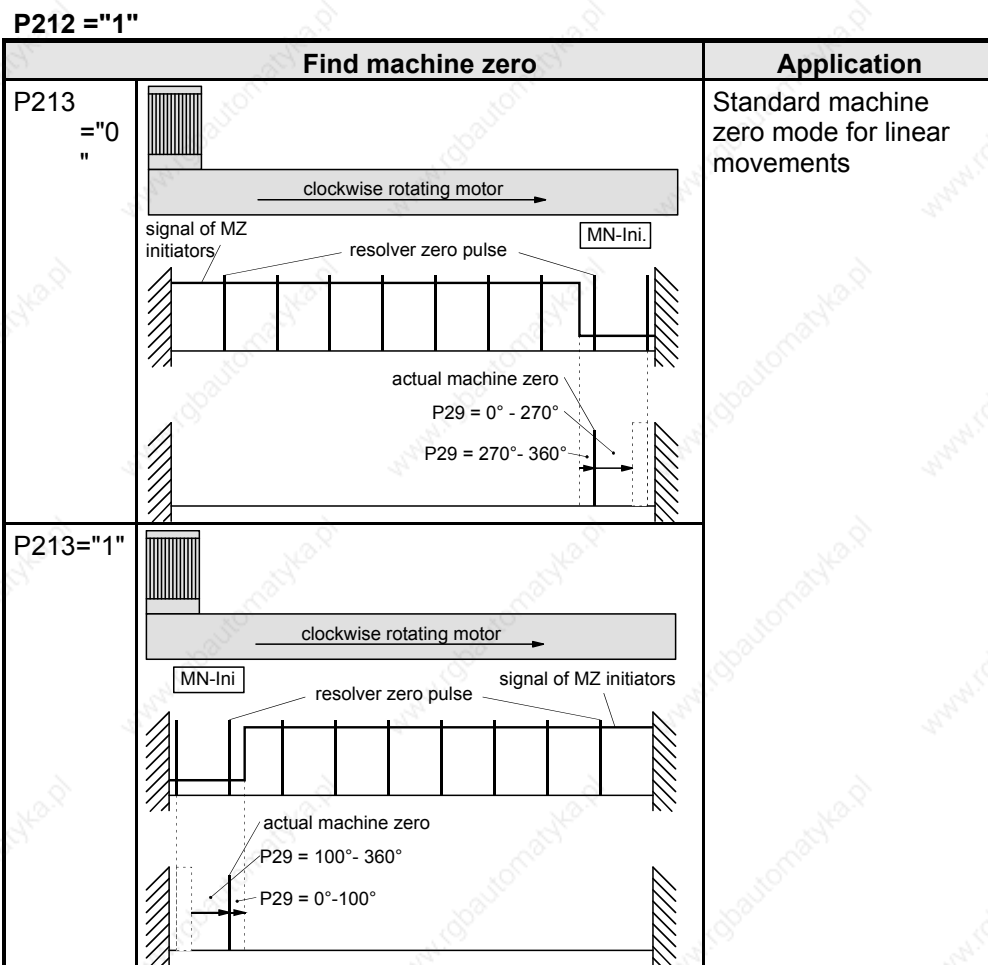 P212 ="1"
Find machine zero
Application
P213
="0
"
clockwise rotating motor
signal of MZ
initiators
resolver zero pulse
MN-Ini.
actual machine zero
P29 = 0° - 270°
P29 = 270°- 360°
Standard machine
zero mode for linear
movements
P213="1"
clockwise rotating motor
MN-Ini
resolver zero pulse
signal of MZ initiators
actual machine zero
P29 = 100°- 360°
P29 = 0°-100°
www.rgbautomatyka.pl